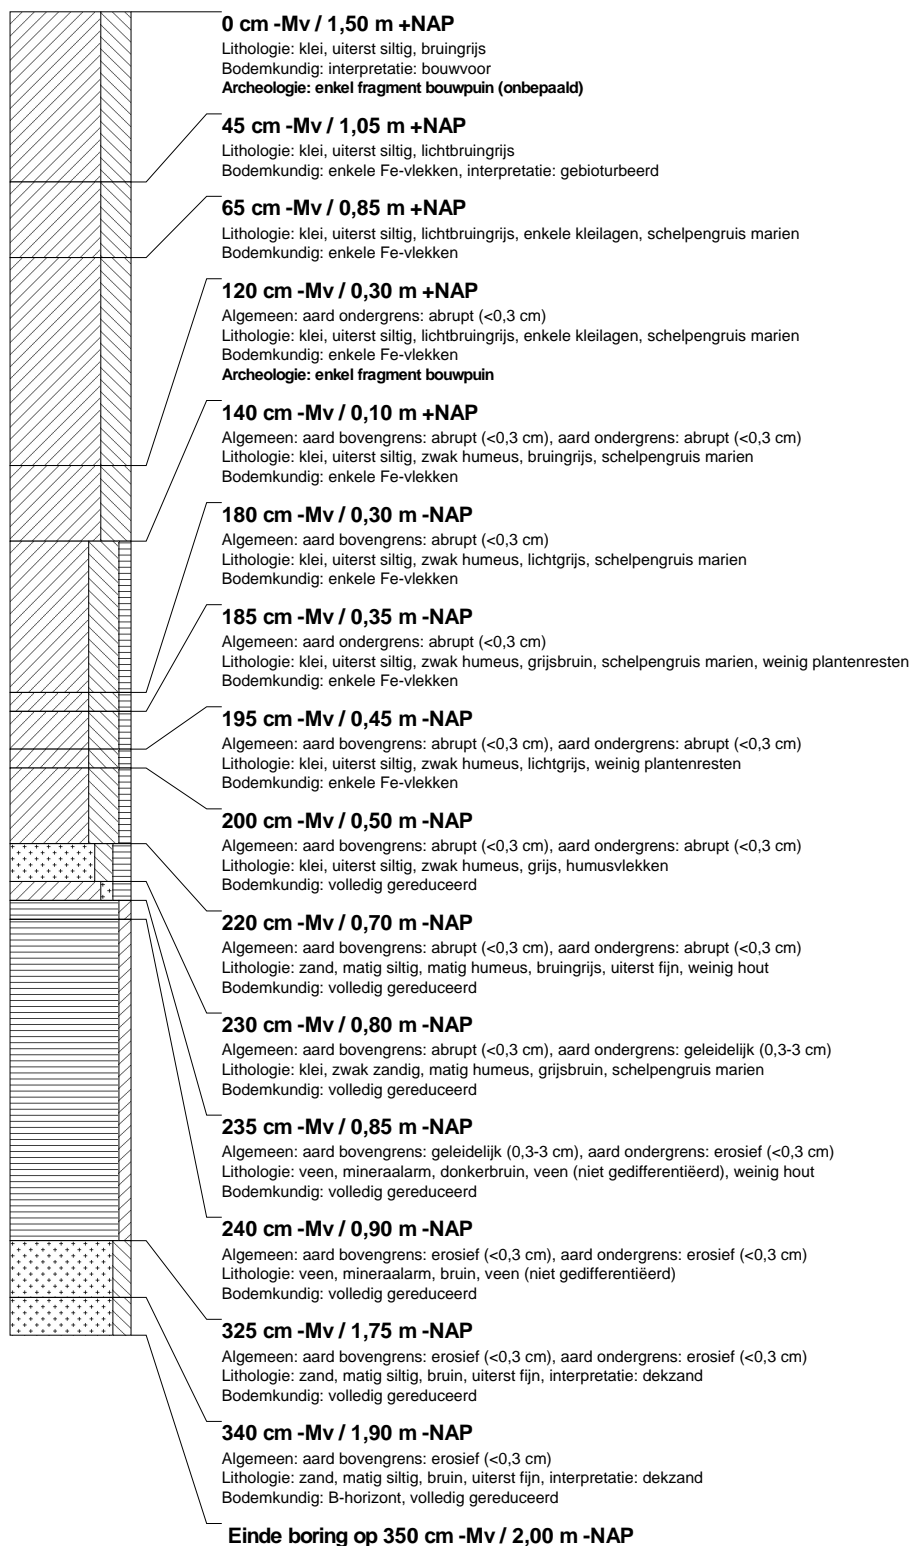 0 cm -Mv / 1,50 m +NAP
Lithologie: klei, uiterst siltig, bruingrijs
Bodemkundig: interpretatie: bouwvoor
Archeologie: enkel fragment bouwpuin (onbepaald)
45 cm -Mv / 1,05 m +NAP
Lithologie: klei, uiterst siltig, lichtbruingrijs
Bodemkundig: enkele Fe-vlekken, interpretatie: gebioturbeerd
65 cm -Mv / 0,85 m +NAP
Lithologie: klei, uiterst siltig, lichtbruingrijs, enkele kleilagen, schelpengruis marien
Bodemkundig: enkele Fe-vlekken
120 cm -Mv / 0,30 m +NAP
Algemeen: aard ondergrens: abrupt (<0,3 cm)
Lithologie: klei, uiterst siltig, lichtbruingrijs, enkele kleilagen, schelpengruis marien
Bodemkundig: enkele Fe-vlekken
Archeologie: enkel fragment bouwpuin
140 cm -Mv / 0,10 m +NAP
Algemeen: aard bovengrens: abrupt (<0,3 cm), aard ondergrens: abrupt (<0,3 cm)
Lithologie: klei, uiterst siltig, zwak humeus, bruingrijs, schelpengruis marien
Bodemkundig: enkele Fe-vlekken
180 cm -Mv / 0,30 m -NAP
Algemeen: aard bovengrens: abrupt (<0,3 cm)
Lithologie: klei, uiterst siltig, zwak humeus, lichtgrijs, schelpengruis marien
Bodemkundig: enkele Fe-vlekken
185 cm -Mv / 0,35 m -NAP
Algemeen: aard ondergrens: abrupt (<0,3 cm)
Lithologie: klei, uiterst siltig, zwak humeus, grijsbruin, schelpengruis marien, weinig plantenresten
Bodemkundig: enkele Fe-vlekken
195 cm -Mv / 0,45 m -NAP
Algemeen: aard bovengrens: abrupt (<0,3 cm), aard ondergrens: abrupt (<0,3 cm)
Lithologie: klei, uiterst siltig, zwak humeus, lichtgrijs, weinig plantenresten
Bodemkundig: enkele Fe-vlekken
200 cm -Mv / 0,50 m -NAP
Algemeen: aard bovengrens: abrupt (<0,3 cm), aard ondergrens: abrupt (<0,3 cm)
Lithologie: klei, uiterst siltig, zwak humeus, grijs, humusvlekken
Bodemkundig: volledig gereduceerd
220 cm -Mv / 0,70 m -NAP
Algemeen: aard bovengrens: abrupt (<0,3 cm), aard ondergrens: abrupt (<0,3 cm)
Lithologie: zand, matig siltig, matig humeus, bruingrijs, uiterst fijn, weinig hout
Bodemkundig: volledig gereduceerd
230 cm -Mv / 0,80 m -NAP
Algemeen: aard bovengrens: abrupt (<0,3 cm), aard ondergrens: geleidelijk (0,3-3 cm)
Lithologie: klei, zwak zandig, matig humeus, grijsbruin, schelpengruis marien
Bodemkundig: volledig gereduceerd
235 cm -Mv / 0,85 m -NAP
Algemeen: aard bovengrens: geleidelijk (0,3-3 cm), aard ondergrens: erosief (<0,3 cm)
Lithologie: veen, mineraalarm, donkerbruin, veen (niet gedifferentiëerd), weinig hout
Bodemkundig: volledig gereduceerd
240 cm -Mv / 0,90 m -NAP
Algemeen: aard bovengrens: erosief (<0,3 cm), aard ondergrens: erosief (<0,3 cm)
Lithologie: veen, mineraalarm, bruin, veen (niet gedifferentiëerd)
Bodemkundig: volledig gereduceerd
325 cm -Mv / 1,75 m -NAP
Algemeen: aard bovengrens: erosief (<0,3 cm), aard ondergrens: erosief (<0,3 cm)
Lithologie: zand, matig siltig, bruin, uiterst fijn, interpretatie: dekzand
Bodemkundig: volledig gereduceerd
340 cm -Mv / 1,90 m -NAP
Algemeen: aard bovengrens: erosief (<0,3 cm)
Lithologie: zand, matig siltig, bruin, uiterst fijn, interpretatie: dekzand
Bodemkundig: B-horizont, volledig gereduceerd
Einde boring op 350 cm -Mv / 2,00 m -NAP